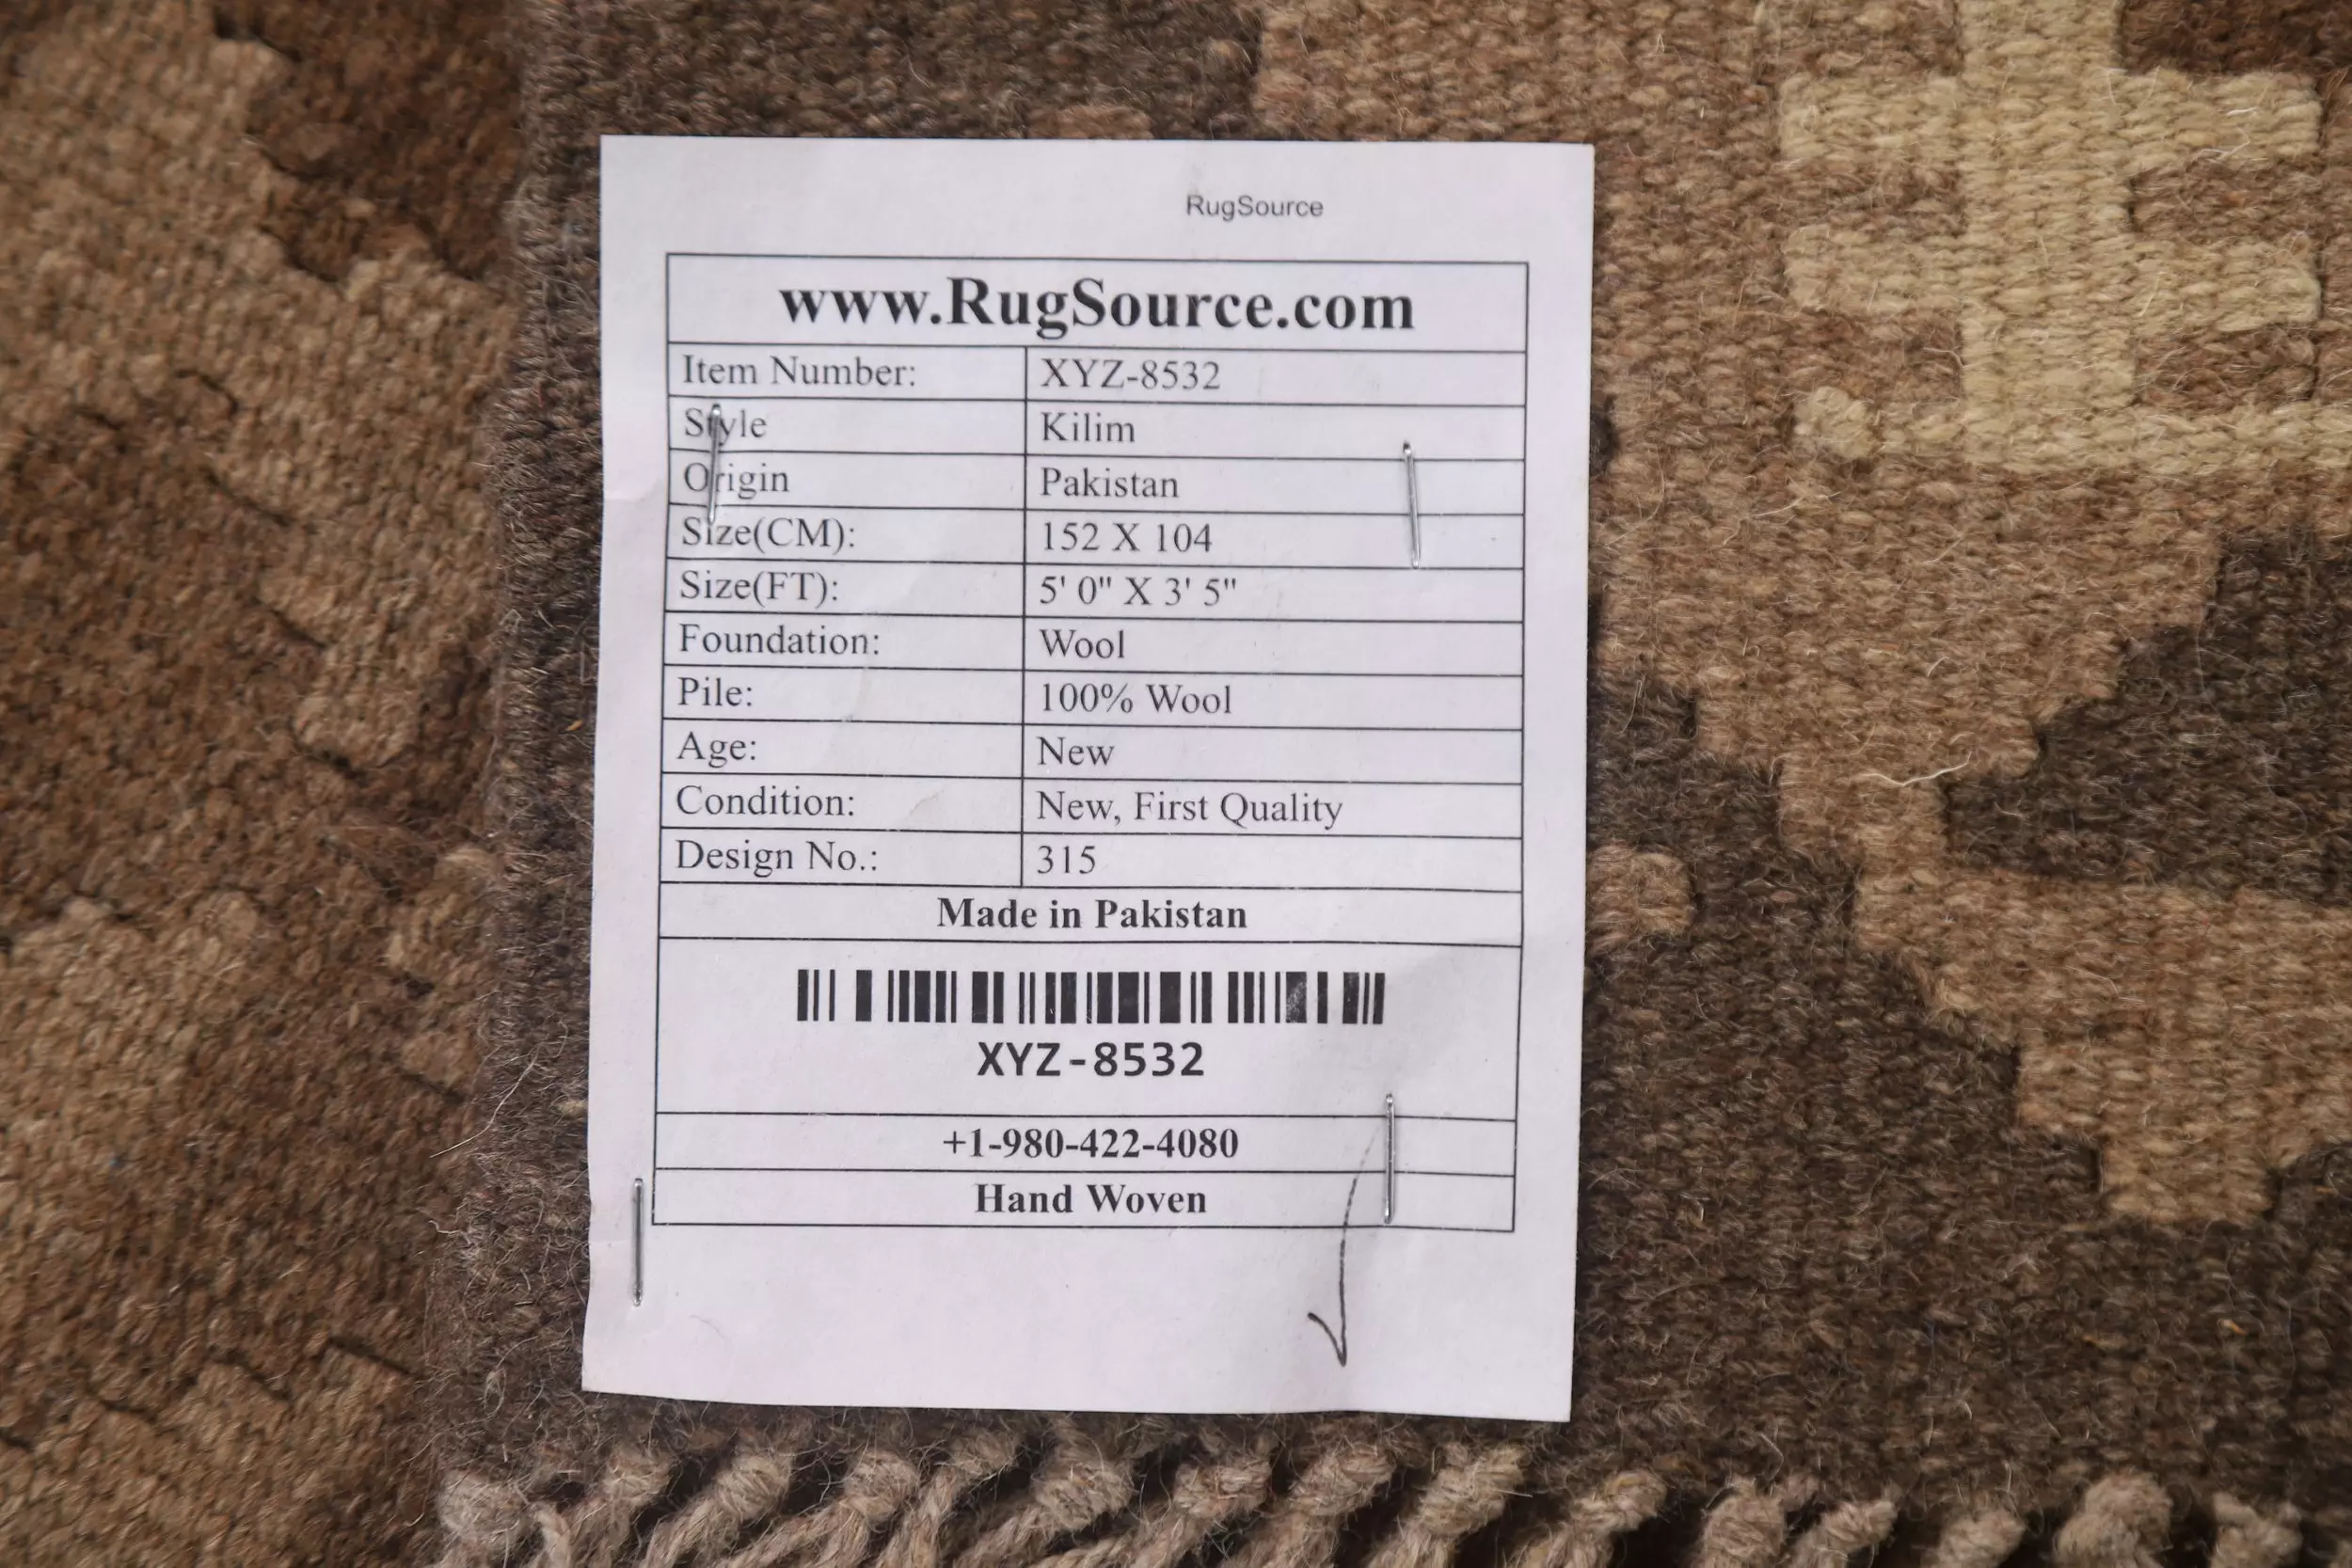 RugSource
www.RugSource.com
Item Number: XYZ-8532
Style Kilim
Origin Pakistan
Size(CM): 152 X 104
Size(FT): 5' 0" X 3' 5"
Foundation: Wool
Pile: 100% Wool
Age: New
Condition: New, First Quality
Design No.: 315
Made in Pakistan
XYZ-8532
+1-980-422-4080
Hand Woven